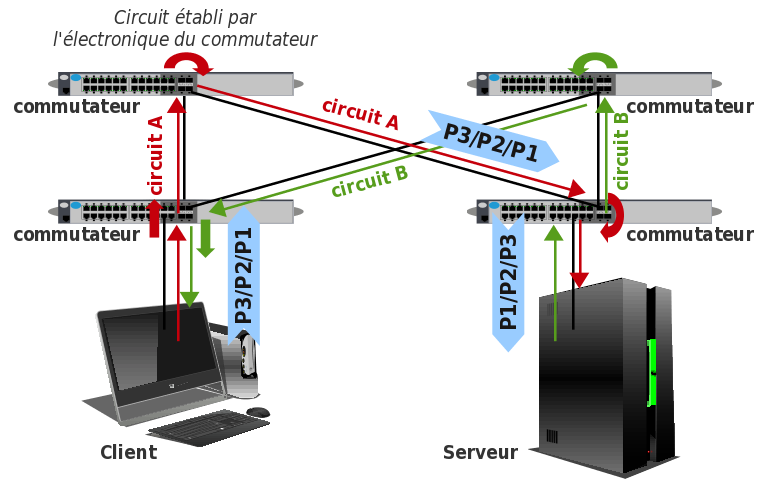 Circuit établi par
l'électronique du commutateur
commutateur
commutateur
circuit A
P3/P2/P1
circuit A
circuit B
circuit B
commutateur
commutateur
P3/P2/P1
P1/P2/P3
Client
Serveur